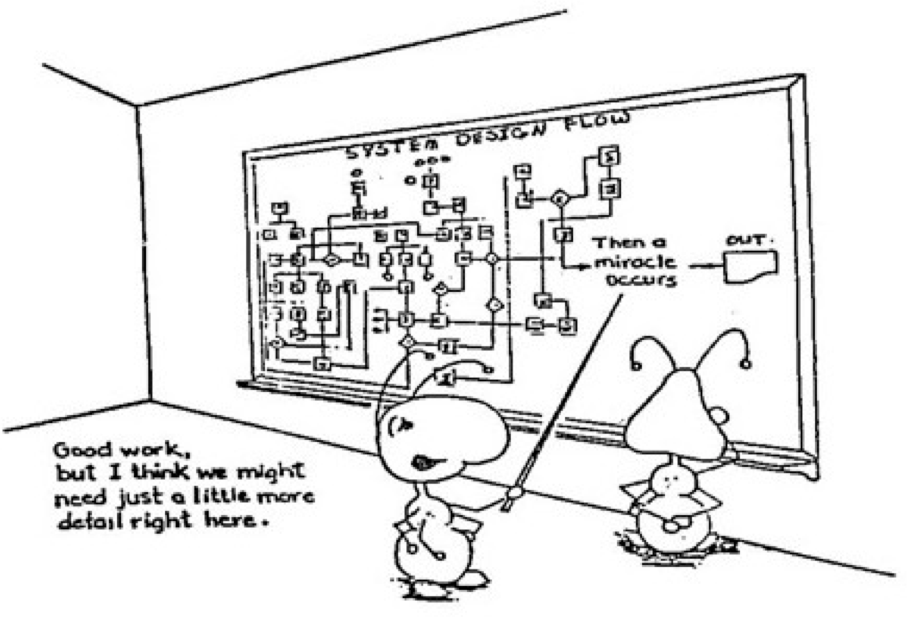 SYSTEM DESIGN FLOW
Then a
miracle
occurs
OUT.
Good work,
but I think we might
need just a little more
detail right here.